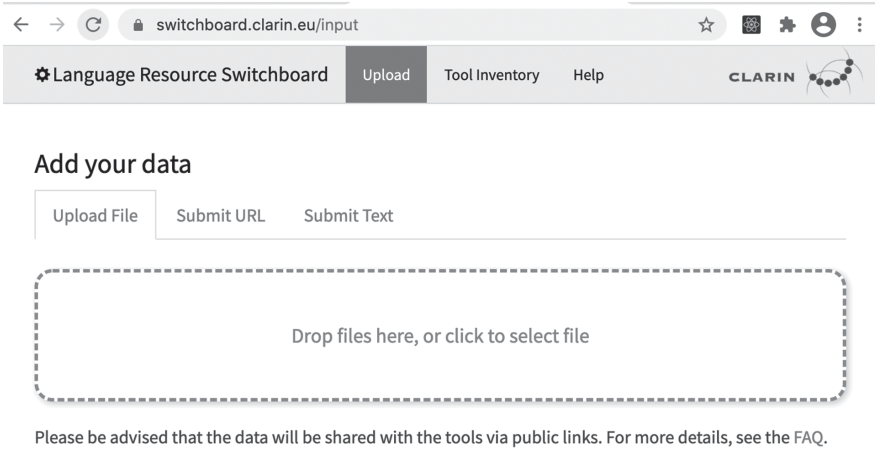 switchboard.clarin.eu/input
Language Resource Switchboard Upload Tool Inventory Help CLARIN
Add your data
Upload File Submit URL Submit Text
Drop files here, or click to select file
Please be advised that the data will be shared with the tools via public links. For more details, see the FAQ.